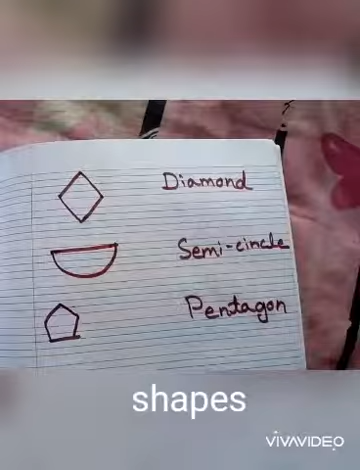 Diamond
Semi-circle
Pentagon
shapes
VIVAVIDEO